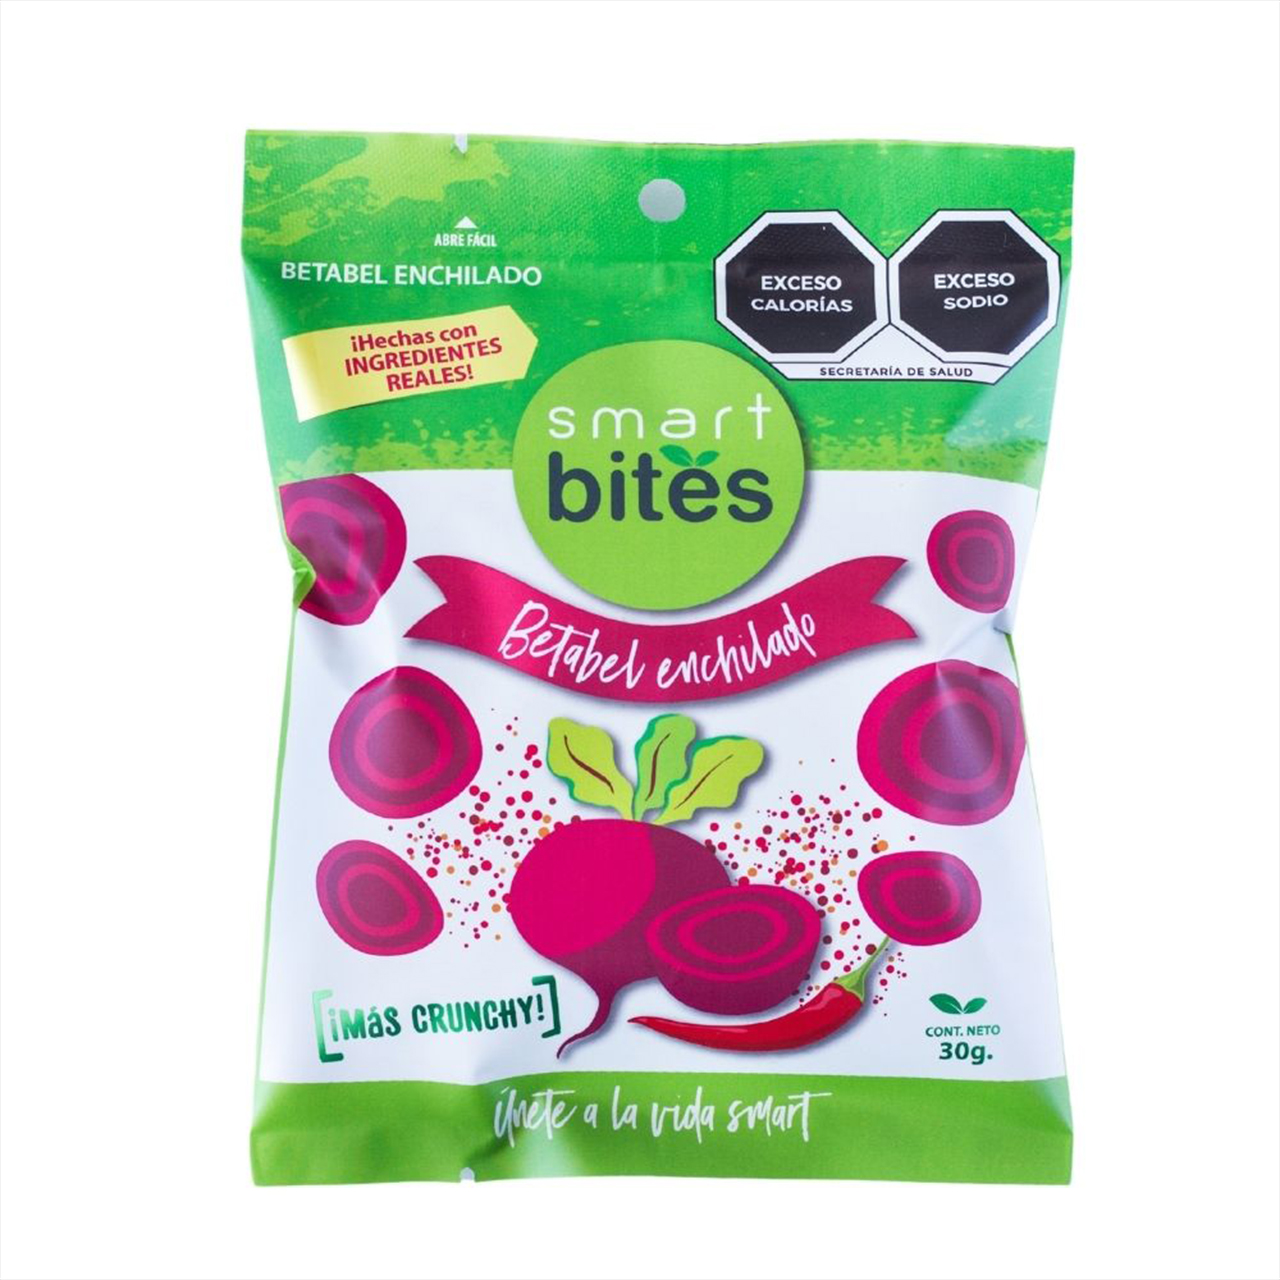 ABRE FÁCIL
BETABEL ENCHILADO
¡Hechas con
INGREDIENTES
REALES!
EXCESO
CALORÍAS
EXCESO
SODIO
SECRETARÍA DE SALUD
smart
bites
Betabel enchilado
¡MÁS CRUNCHY!
CONT. NETO
30g.
Únete a la vida smart